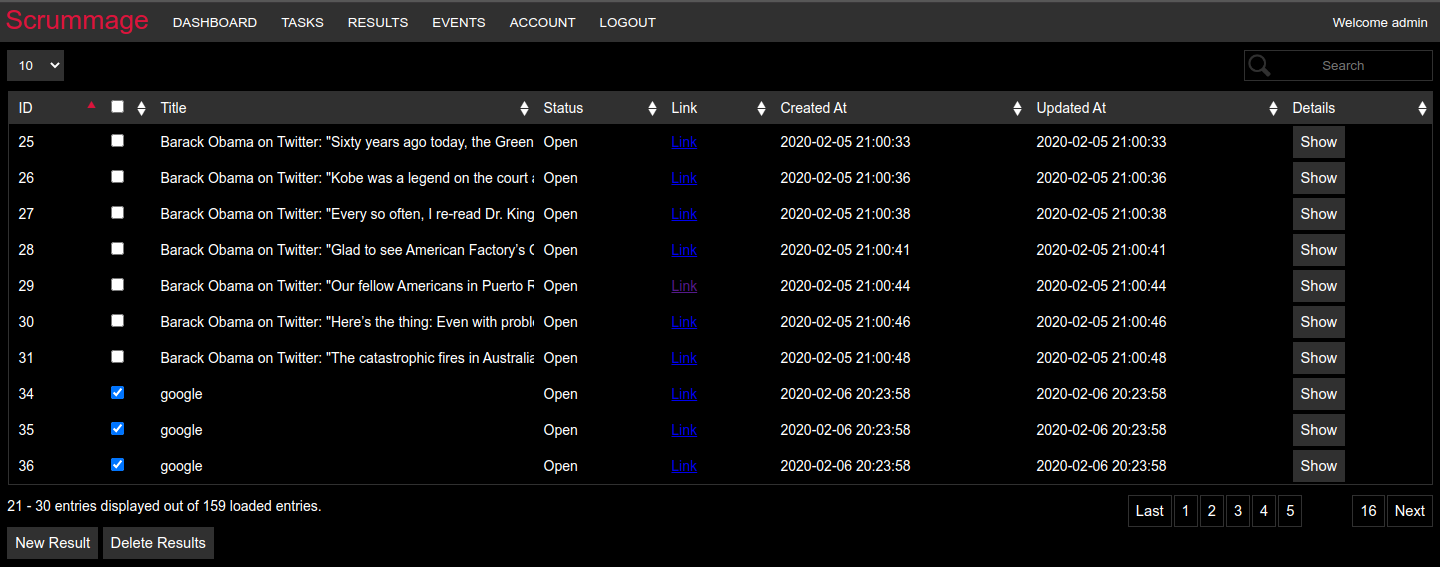 Scrummage DASHBOARD TASKS RESULTS EVENTS ACCOUNT LOGOUT Welcome admin
10 Search
ID Title Status Link Created At Updated At Details
25 Barack Obama on Twitter: "Sixty years ago today, the Green Open Link 2020-02-05 21:00:33 2020-02-05 21:00:33 Show
26 Barack Obama on Twitter: "Kobe was a legend on the court Open Link 2020-02-05 21:00:36 2020-02-05 21:00:36 Show
27 Barack Obama on Twitter: "Every so often, I re-read Dr. King Open Link 2020-02-05 21:00:38 2020-02-05 21:00:38 Show
28 Barack Obama on Twitter: "Glad to see American Factory’s Open Link 2020-02-05 21:00:41 2020-02-05 21:00:41 Show
29 Barack Obama on Twitter: "Our fellow Americans in Puerto R Open Link 2020-02-05 21:00:44 2020-02-05 21:00:44 Show
30 Barack Obama on Twitter: "Here’s the thing: Even with proble Open Link 2020-02-05 21:00:46 2020-02-05 21:00:46 Show
31 Barack Obama on Twitter: "The catastrophic fires in Australia Open Link 2020-02-05 21:00:48 2020-02-05 21:00:48 Show
34 google Open Link 2020-02-06 20:23:58 2020-02-06 20:23:58 Show
35 google Open Link 2020-02-06 20:23:58 2020-02-06 20:23:58 Show
36 google Open Link 2020-02-06 20:23:58 2020-02-06 20:23:58 Show
21 - 30 entries displayed out of 159 loaded entries. Last 1 2 3 4 5 16 Next
New Result Delete Results